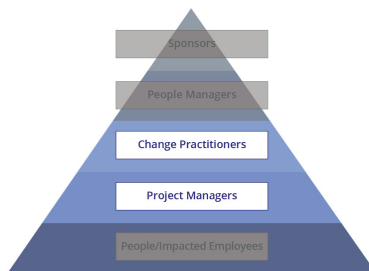 Sponsors
People Managers
Change Practitioners
Project Managers
People/Impacted Employees